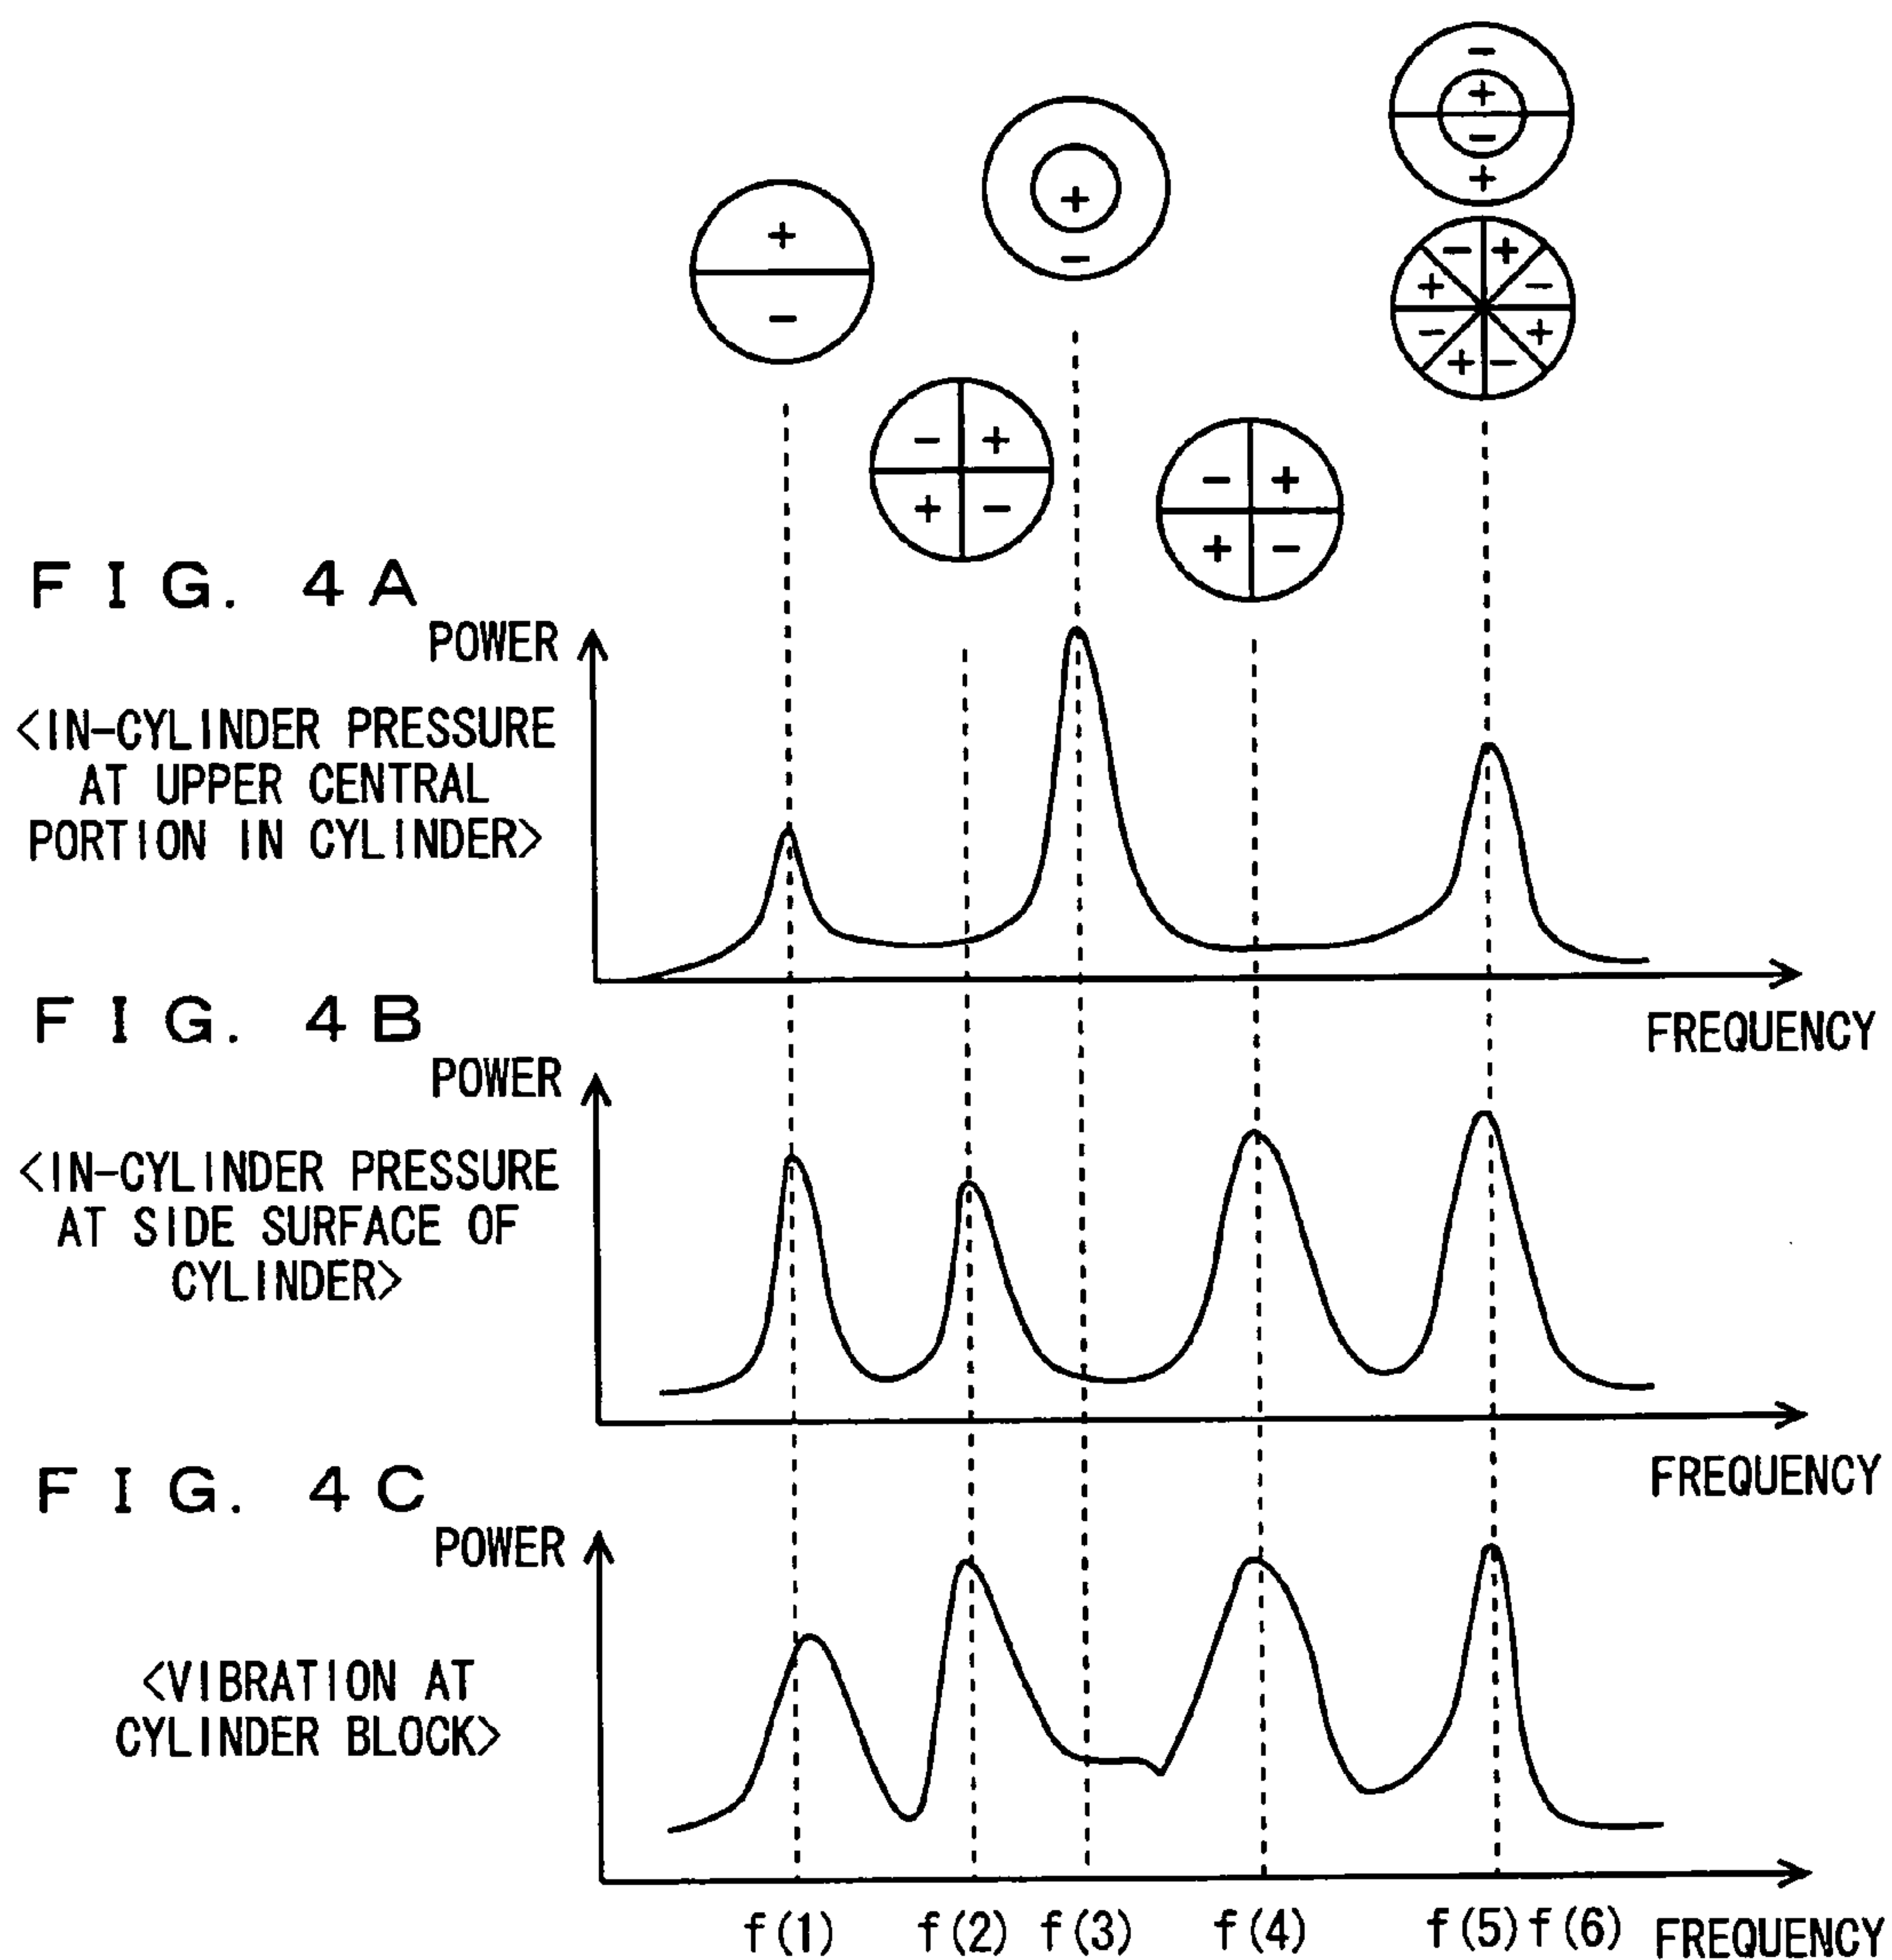 +
−
− +
+ −
+
−
− +
+ −
−
+
−
+
− +
+ −
− +
+ −
FIG. 4A
POWER
<IN-CYLINDER PRESSURE
AT UPPER CENTRAL
PORTION IN CYLINDER>
FREQUENCY
FIG. 4B
POWER
<IN-CYLINDER PRESSURE
AT SIDE SURFACE OF
CYLINDER>
FREQUENCY
FIG. 4C
POWER
<VIBRATION AT
CYLINDER BLOCK>
f(1) f(2) f(3) f(4) f(5) f(6) FREQUENCY